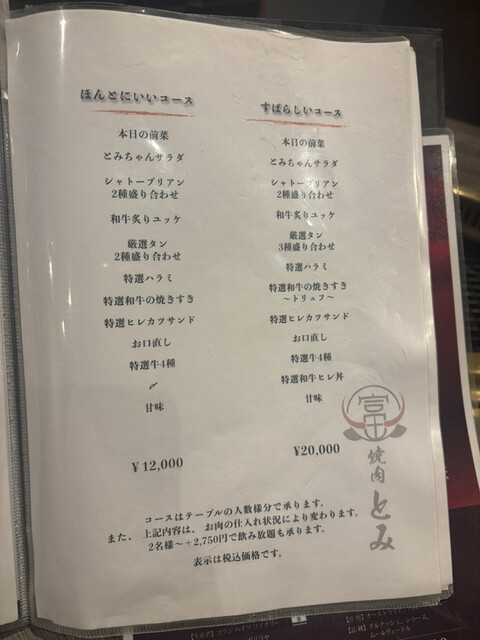 ほんとにいいコース
本日の前菜
とみちゃんサラダ
シャトーブリアン
2種盛り合わせ
和牛炙りユッケ
厳選タン
2種盛り合わせ
特選ハラミ
特選和牛の焼きすき
特選ヒレカツサンド
お口直し
特選牛4種
〆
甘味
¥12,000
すばらしいコース
本日の前菜
とみちゃんサラダ
シャトーブリアン
2種盛り合わせ
和牛炙りユッケ
厳選タン
3種盛り合わせ
特選ハラミ
特選和牛の焼きすき
～トリュフ～
特選ヒレカツサンド
お口直し
特選牛4種
特選和牛ヒレ丼
甘味
¥20,000
富
焼肉とみ
コースはテーブルの人数様分で承ります。
また、上記内容は、お肉の仕入れ状況により変わります。
2名様～＋2,750円で飲み放題も承ります。
表示は税込価格です。